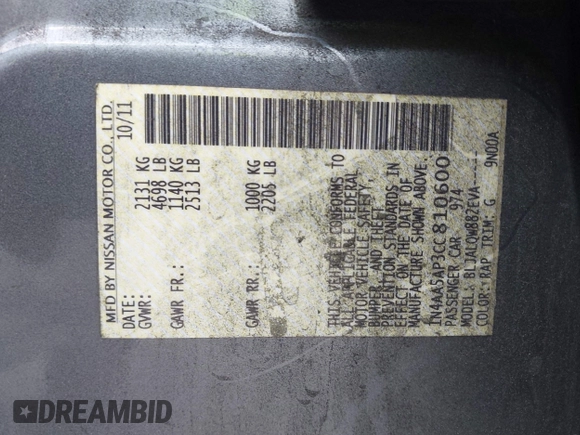 MFD BY NISSAN MOTOR CO., LTD.
DATE: 10/11
GVWR: 2131 KG
4698 LB
GAWR FR.: 1140 KG
2513 LB
GAWR RR.: 1000 KG
2205 LB
THIS VEHICLE CONFORMS TO
ALL APPLICABLE FEDERAL
MOTOR VEHICLE SAFETY,
BUMPER, AND THEFT
PREVENTION STANDARDS IN
EFFECT ON THE DATE OF
MANUFACTURE SHOWN ABOVE.
1N4AA5AP3CC810600
PASSENGER CAR 974
MODEL: BLJALQWB8ZEVA-----
COLOR: RAP TRIM: G 9N00A
DREAMBID